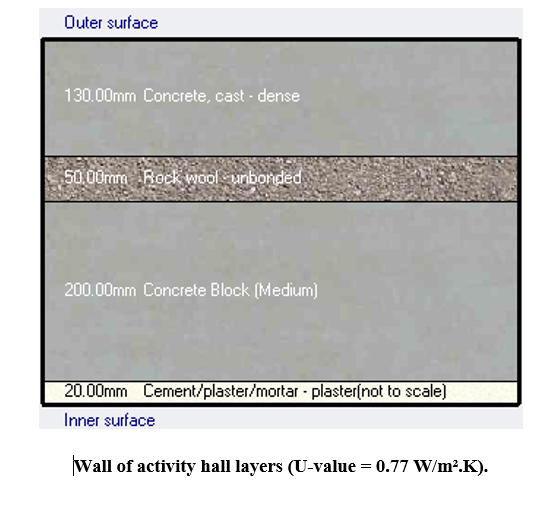 Outer surface
130.00mm Concrete, cast - dense
50.00mm Rock wool - unbonded
200.00mm Concrete Block (Medium)
20.00mm Cement/plaster/mortar - plaster(not to scale)
Inner surface
Wall of activity hall layers (U-value = 0.77 W/m².K).